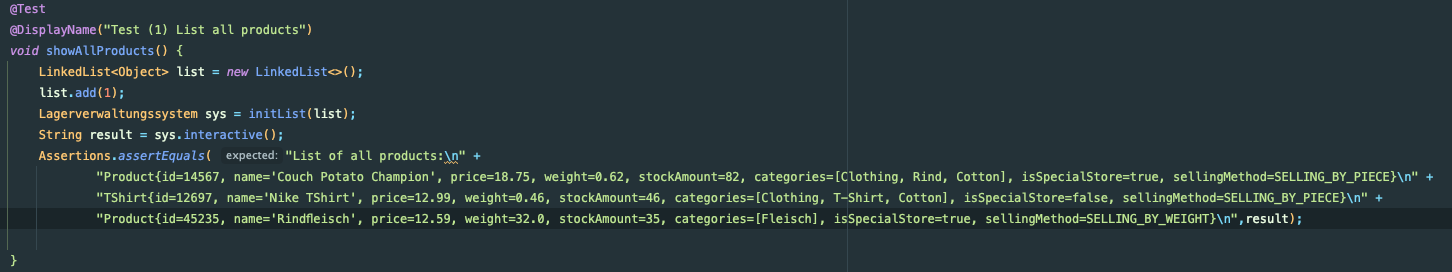 @Test
@DisplayName("Test (1) List all products")
void showAllProducts() {
LinkedList<Object> list = new LinkedList<>();
list.add(1);
Lagerverwaltungssystem sys = initList(list);
String result = sys.interactive();
Assertions.assertEquals( expected: "List of all products:\n" +
"Product{id=14567, name='Couch Potato Champion', price=18.75, weight=0.62, stockAmount=82, categories=[Clothing, Rind, Cotton], isSpecialStore=true, sellingMethod=SELLING_BY_PIECE}\n" +
"TShirt{id=12697, name='Nike TShirt', price=12.99, weight=0.46, stockAmount=46, categories=[Clothing, T-Shirt, Cotton], isSpecialStore=false, sellingMethod=SELLING_BY_PIECE}\n" +
"Product{id=45235, name='Rindfleisch', price=12.59, weight=32.0, stockAmount=35, categories=[Fleisch], isSpecialStore=true, sellingMethod=SELLING_BY_WEIGHT}\n",result);
}